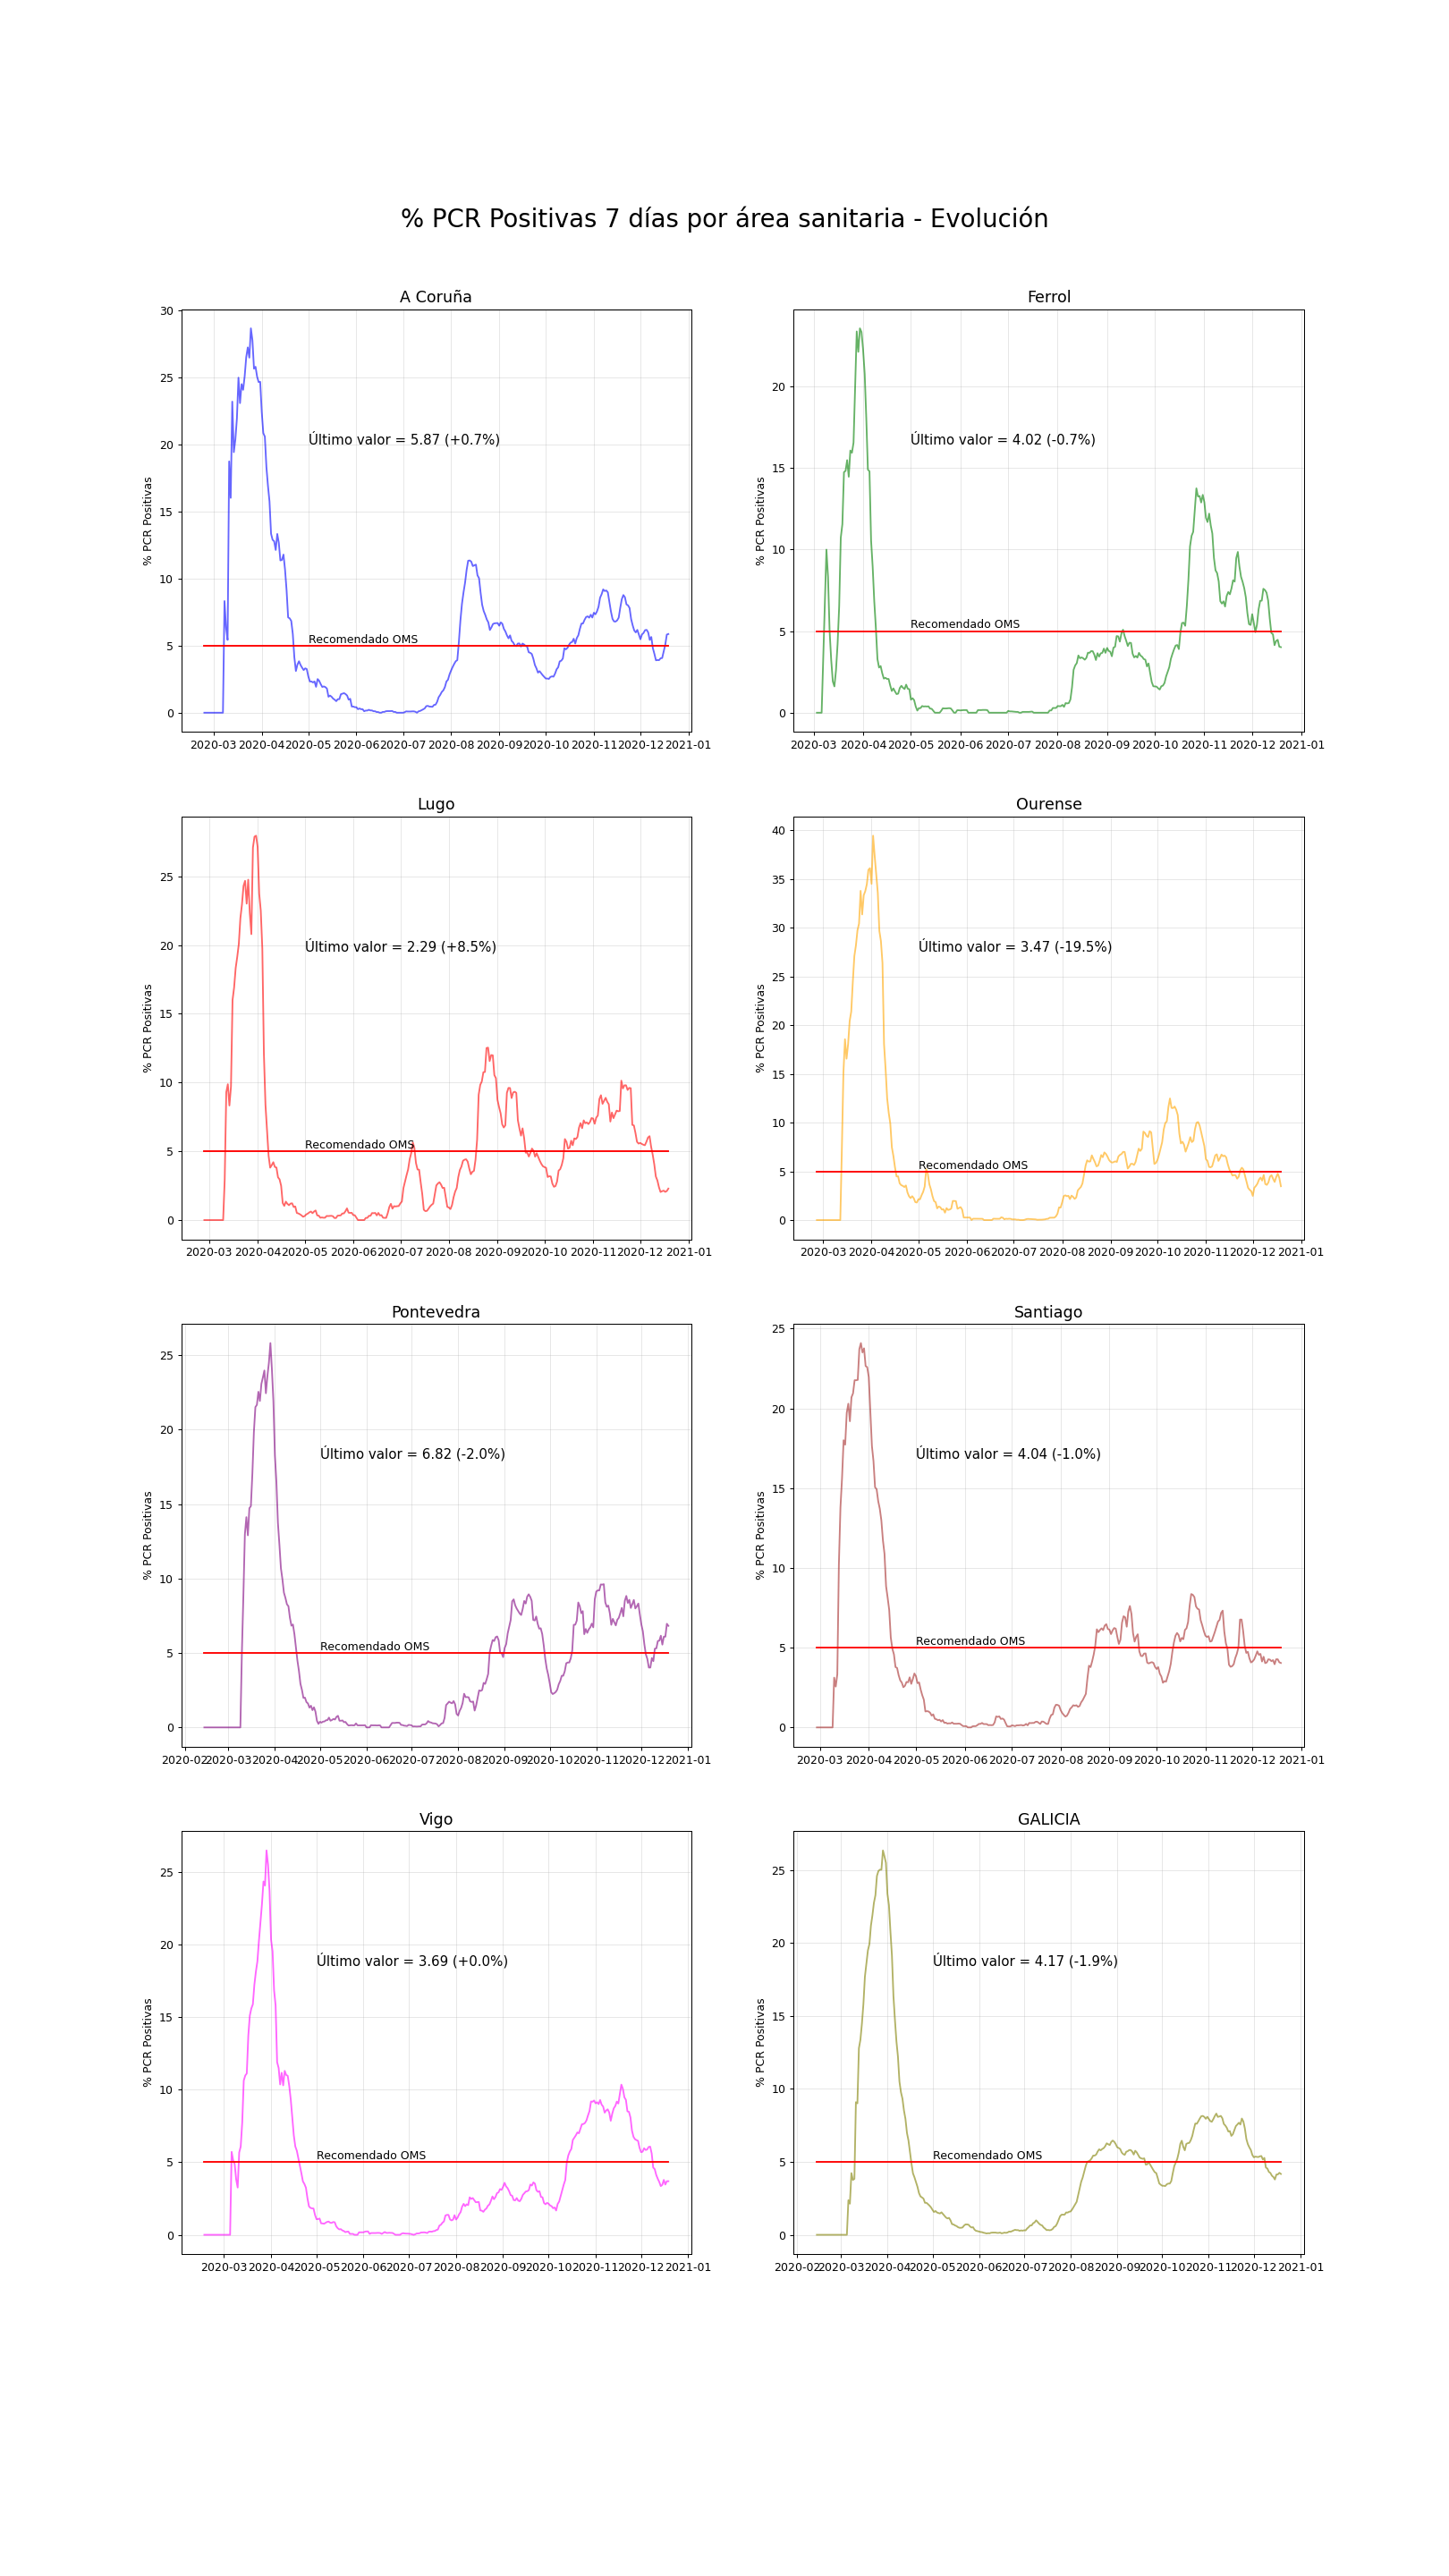 % PCR Positivas 7 días por área sanitaria - Evolución
A Coruña
30
25
20
15
10
5
0
% PCR Positivas
Último valor = 5.87 (+0.7%)
Recomendado OMS
2020-03 2020-04 2020-05 2020-06 2020-07 2020-08 2020-09 2020-10 2020-11 2020-12 2021-01
Ferrol
20
15
10
5
0
% PCR Positivas
Último valor = 4.02 (-0.7%)
Recomendado OMS
2020-03 2020-04 2020-05 2020-06 2020-07 2020-08 2020-09 2020-10 2020-11 2020-12 2021-01
Lugo
25
20
15
10
5
0
% PCR Positivas
Último valor = 2.29 (+8.5%)
Recomendado OMS
2020-03 2020-04 2020-05 2020-06 2020-07 2020-08 2020-09 2020-10 2020-11 2020-12 2021-01
Ourense
40
35
30
25
20
15
10
5
0
% PCR Positivas
Último valor = 3.47 (-19.5%)
Recomendado OMS
2020-03 2020-04 2020-05 2020-06 2020-07 2020-08 2020-09 2020-10 2020-11 2020-12 2021-01
Pontevedra
25
20
15
10
5
0
% PCR Positivas
Último valor = 6.82 (-2.0%)
Recomendado OMS
2020-02 2020-03 2020-04 2020-05 2020-06 2020-07 2020-08 2020-09 2020-10 2020-11 2020-12 2021-01
Santiago
25
20
15
10
5
0
% PCR Positivas
Último valor = 4.04 (-1.0%)
Recomendado OMS
2020-03 2020-04 2020-05 2020-06 2020-07 2020-08 2020-09 2020-10 2020-11 2020-12 2021-01
Vigo
25
20
15
10
5
0
% PCR Positivas
Último valor = 3.69 (+0.0%)
Recomendado OMS
2020-03 2020-04 2020-05 2020-06 2020-07 2020-08 2020-09 2020-10 2020-11 2020-12 2021-01
GALICIA
25
20
15
10
5
0
% PCR Positivas
Último valor = 4.17 (-1.9%)
Recomendado OMS
2020-02 2020-03 2020-04 2020-05 2020-06 2020-07 2020-08 2020-09 2020-10 2020-11 2020-12 2021-01